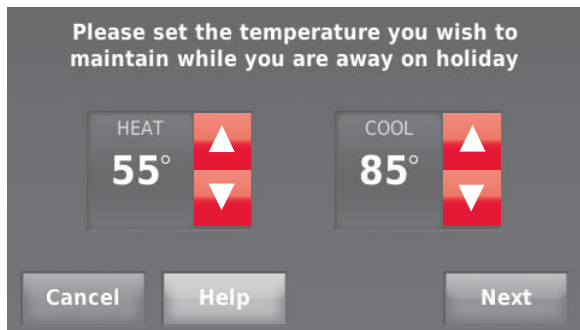 Please set the temperature you wish to
maintain while you are away on holiday
HEAT
55°
COOL
85°
Cancel
Help
Next